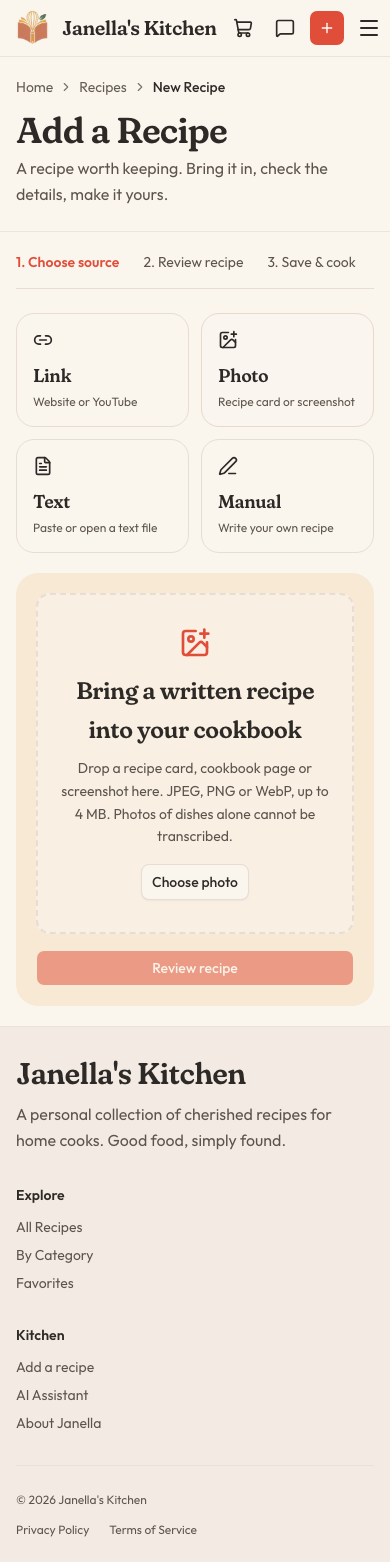 Janella's Kitchen
Home > Recipes > New Recipe
Add a Recipe
A recipe worth keeping. Bring it in, check the
details, make it yours.
1. Choose source 2. Review recipe 3. Save & cook
Link
Website or YouTube
Photo
Recipe card or screenshot
Text
Paste or open a text file
Manual
Write your own recipe
Bring a written recipe
into your cookbook
Drop a recipe card, cookbook page or
screenshot here. JPEG, PNG or WebP, up to
4 MB. Photos of dishes alone cannot be
transcribed.
Choose photo
Review recipe
Janella's Kitchen
A personal collection of cherished recipes for
home cooks. Good food, simply found.
Explore
All Recipes
By Category
Favorites
Kitchen
Add a recipe
AI Assistant
About Janella
© 2026 Janella's Kitchen
Privacy Policy Terms of Service